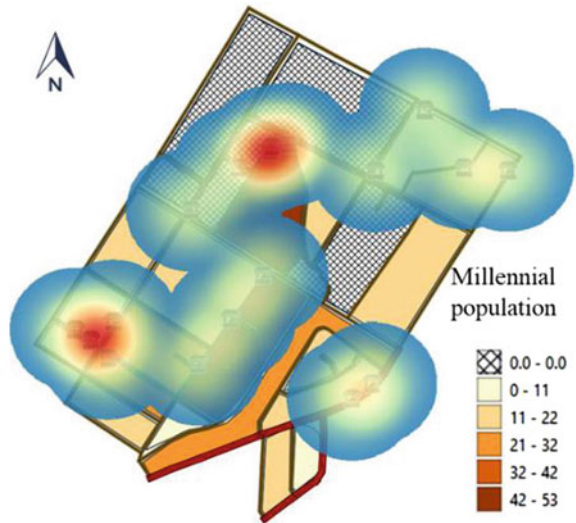 N
Millennial
population
0.0 - 0.0
0 - 11
11 - 22
21 - 32
32 - 42
42 - 53